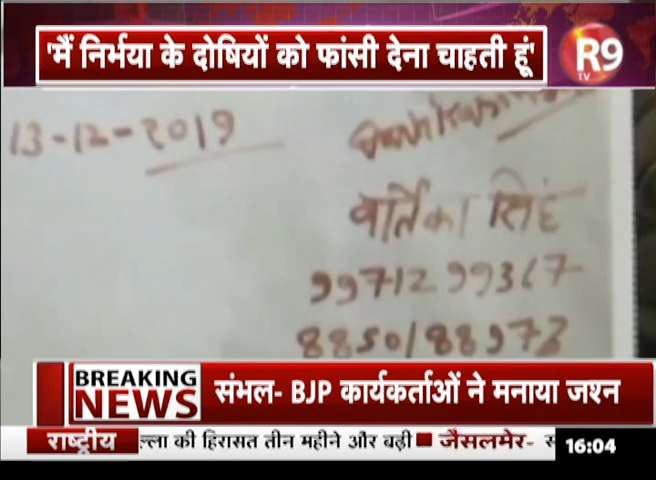 'मैं निर्भया के दोषियों को फांसी देना चाहती हूं'
R9
TV
13-12-2019
वर्तिका सिंह
BREAKING NEWS
संभल- BJP कार्यकर्ताओं ने मनाया जश्न
राष्ट्रीय ल्ला की हिरासत तीन महीने और बढ़ी जैसलमेर- 16:04